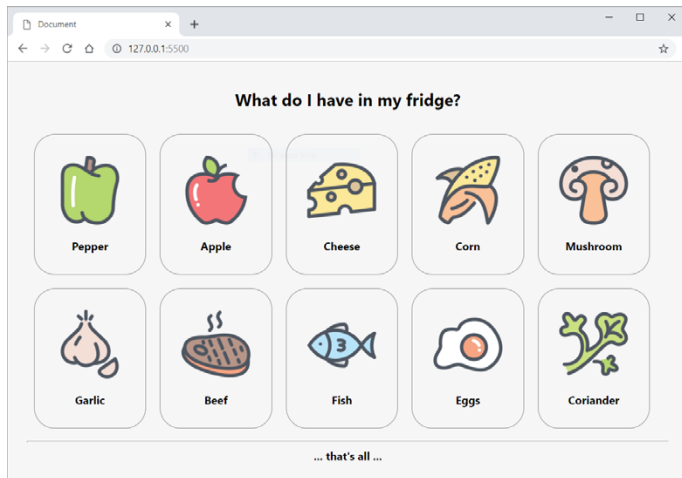 Document
127.0.0.1:5500
What do I have in my fridge?
Pepper Apple Cheese Corn Mushroom
Garlic Beef Fish Eggs Coriander
... that's all ...